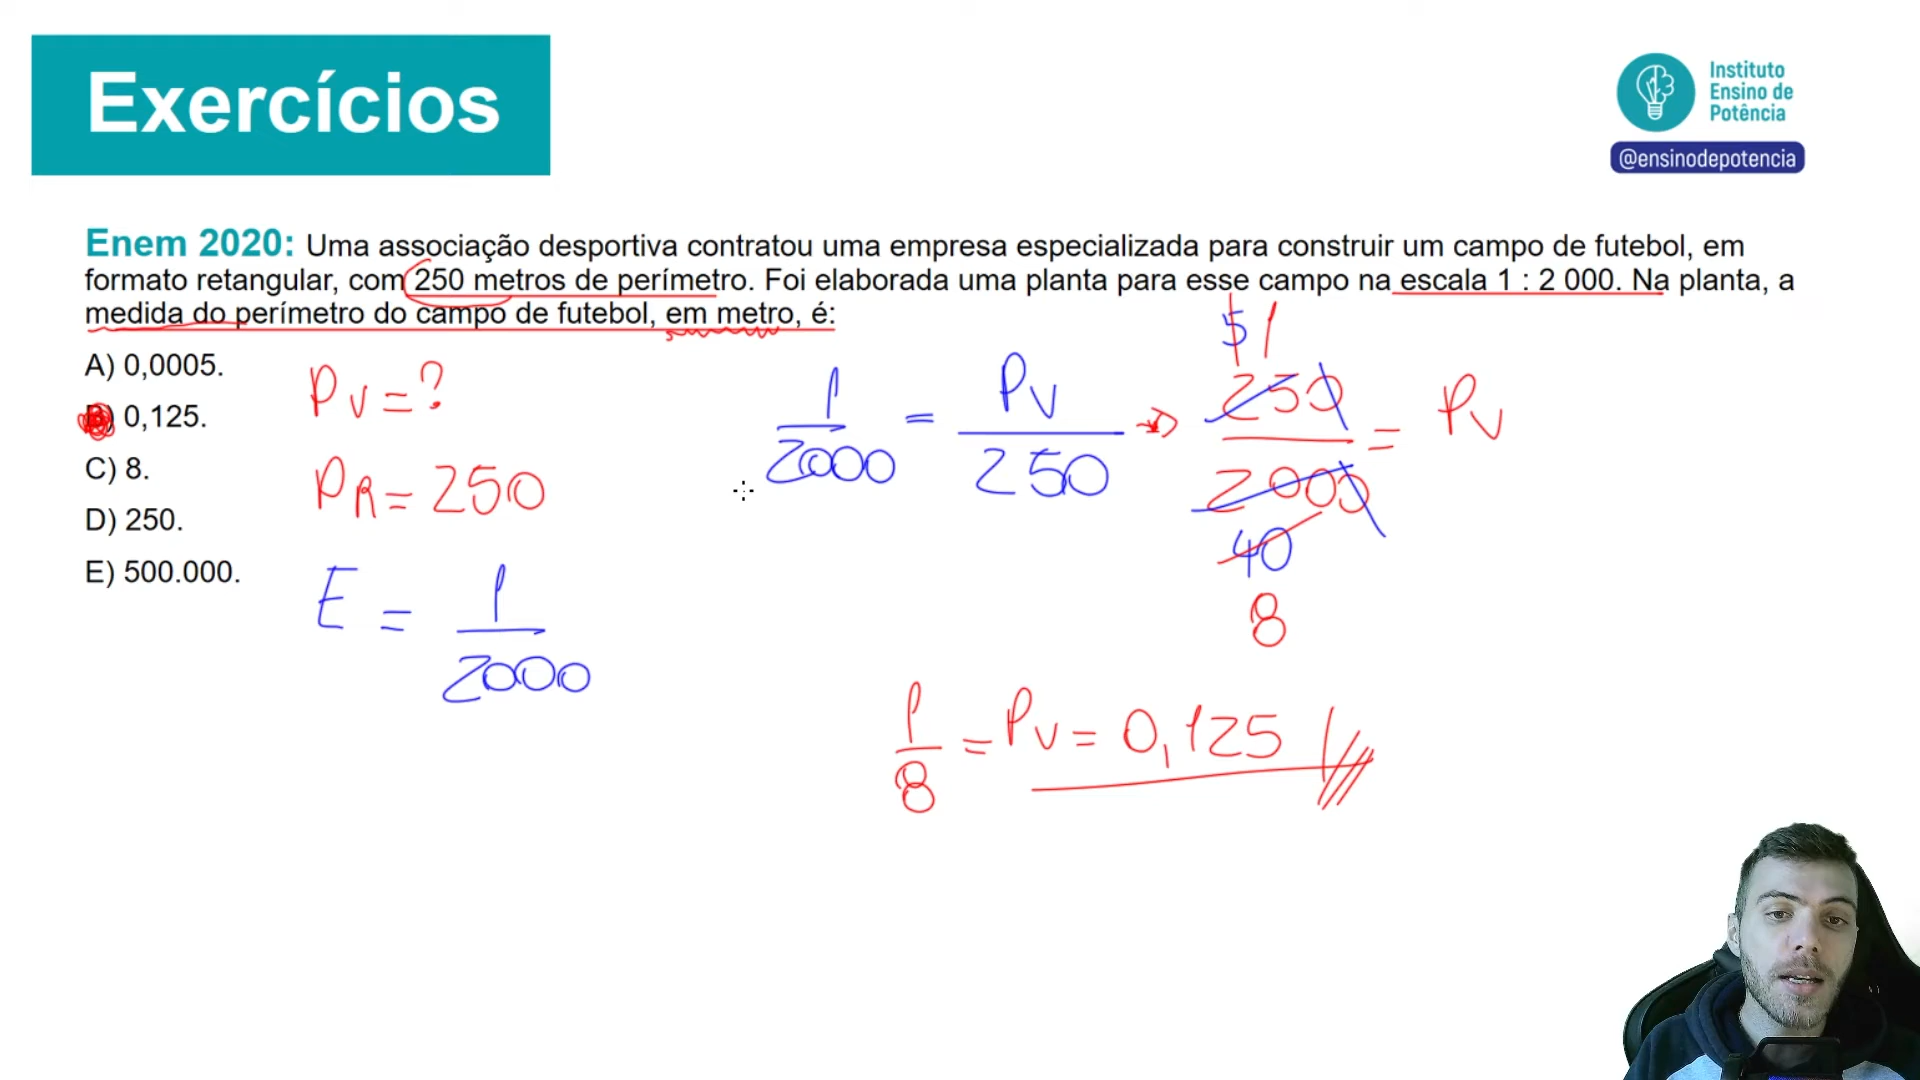 Exercícios
Instituto
Ensino de
Potência
@ensinodepotencia
Enem 2020: Uma associação desportiva contratou uma empresa especializada para construir um campo de futebol, em
formato retangular, com 250 metros de perímetro. Foi elaborada uma planta para esse campo na escala 1 : 2 000. Na planta, a
medida do perímetro do campo de futebol, em metro, é:
A) 0,0005.
B) 0,125.
C) 8.
D) 250.
E) 500.000.
PV = ?
PR = 250
E = 1/2000
1/2000 = PV/250
5 1
250/2000 = PV
40
8
1/8 = PV = 0,125